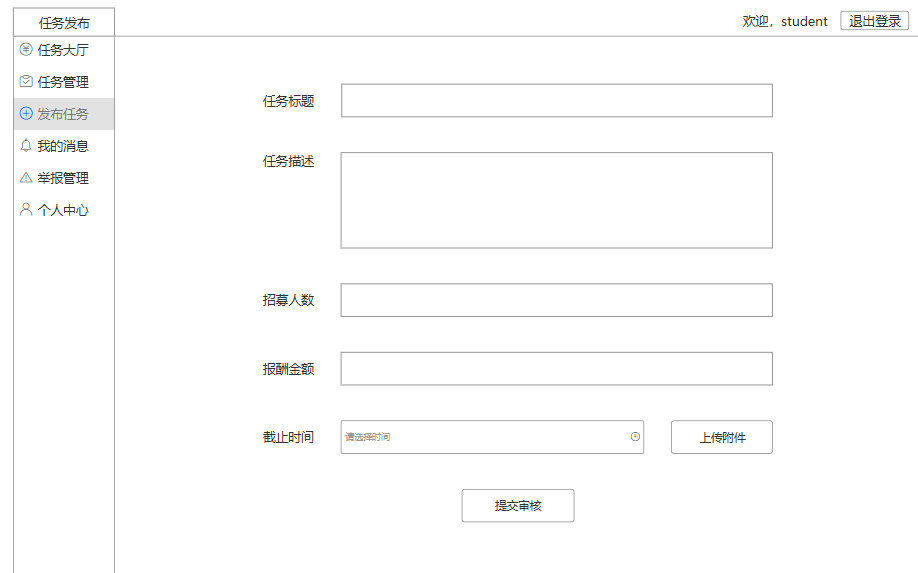 任务发布
欢迎，student
退出登录
任务大厅
任务管理
发布任务
我的消息
举报管理
个人中心
任务标题
任务描述
招募人数
报酬金额
截止时间
请选择时间
上传附件
提交审核